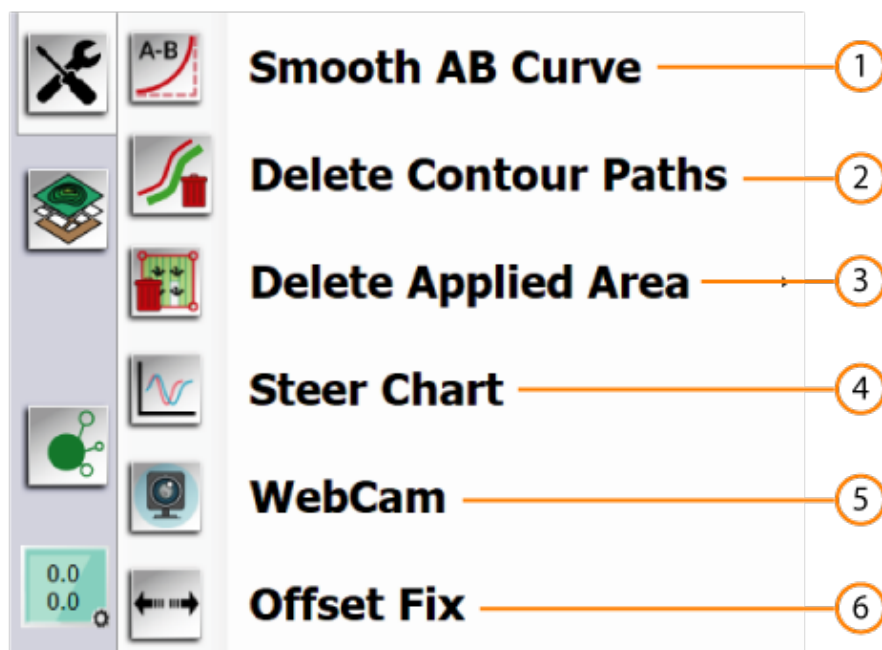 A-B
Smooth AB Curve 1
Delete Contour Paths 2
Delete Applied Area 3
Steer Chart 4
WebCam 5
0.0
0.0
Offset Fix 6